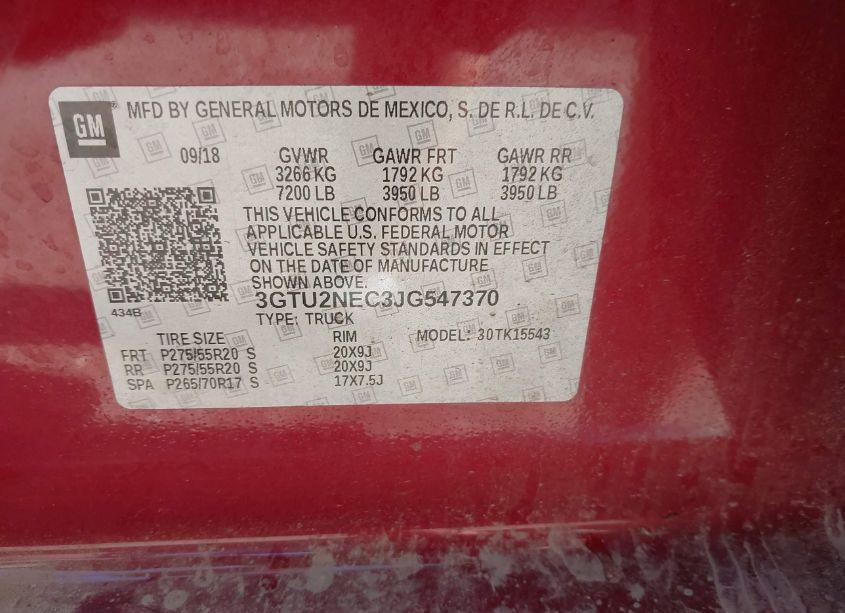 GM® MFD BY GENERAL MOTORS DE MEXICO, S. DE R.L. DE C.V.
09/18 GVWR GAWR FRT GAWR RR
3266 KG 1792 KG 1792 KG
7200 LB 3950 LB 3950 LB
THIS VEHICLE CONFORMS TO ALL
APPLICABLE U.S. FEDERAL MOTOR
VEHICLE SAFETY STANDARDS IN EFFECT
ON THE DATE OF MANUFACTURE
SHOWN ABOVE.
3GTU2NEC3JG547370
434B
TYPE: TRUCK
TIRE SIZE RIM MODEL: 30TK15543
FRT P275/55R20 S 20X9J
RR P275/55R20 S 20X9J
SPA P265/70R17 S 17X7.5J